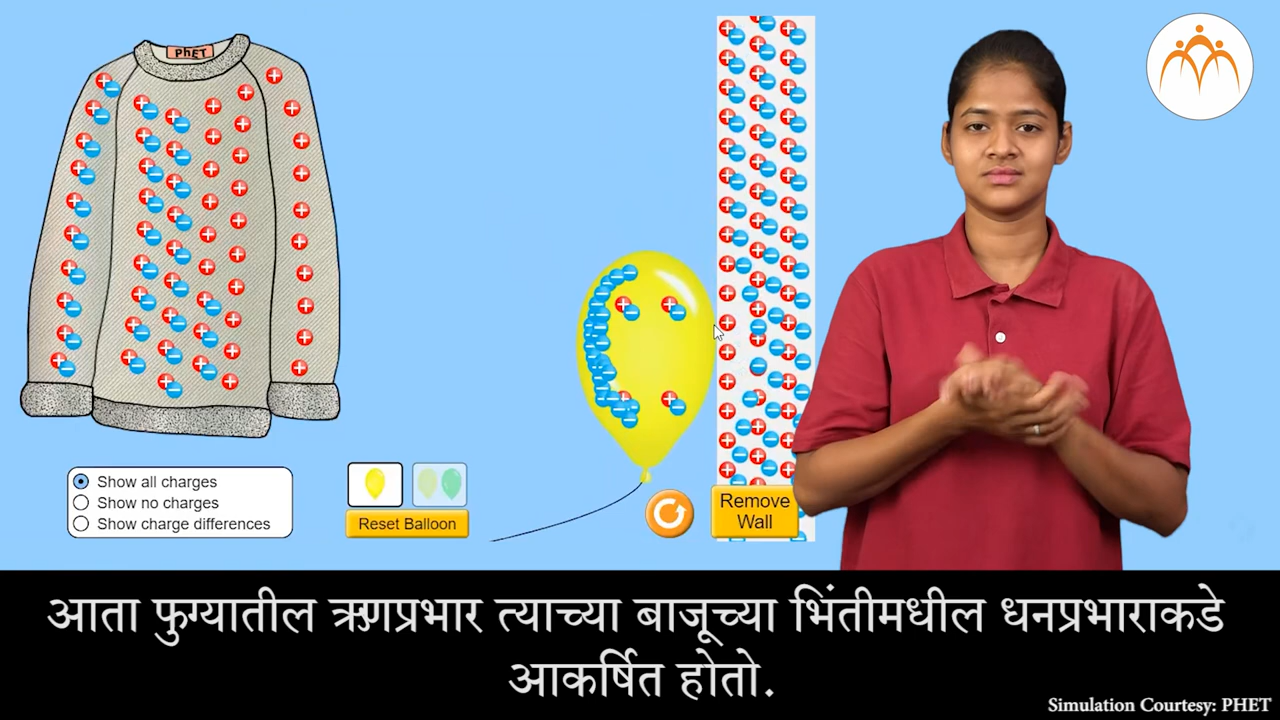 PhET
Show all charges
Show no charges
Show charge differences
Reset Balloon
Remove
Wall
आता फुग्यातील ऋणप्रभार त्याच्या बाजूच्या भिंतीमधील धनप्रभाराकडे
आकर्षित होतो.
Simulation Courtesy: PHET